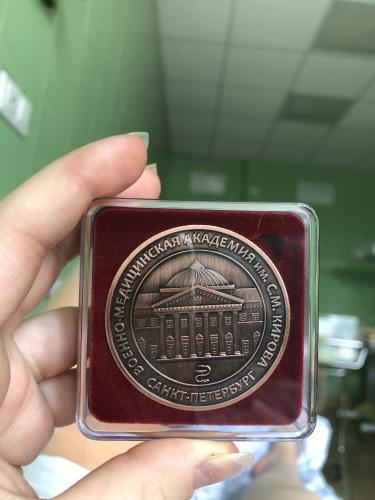 ВОЕННО-МЕДИЦИНСКАЯ АКАДЕМИЯ ИМ. С.М. КИРОВА
САНКТ-ПЕТЕРБУРГ